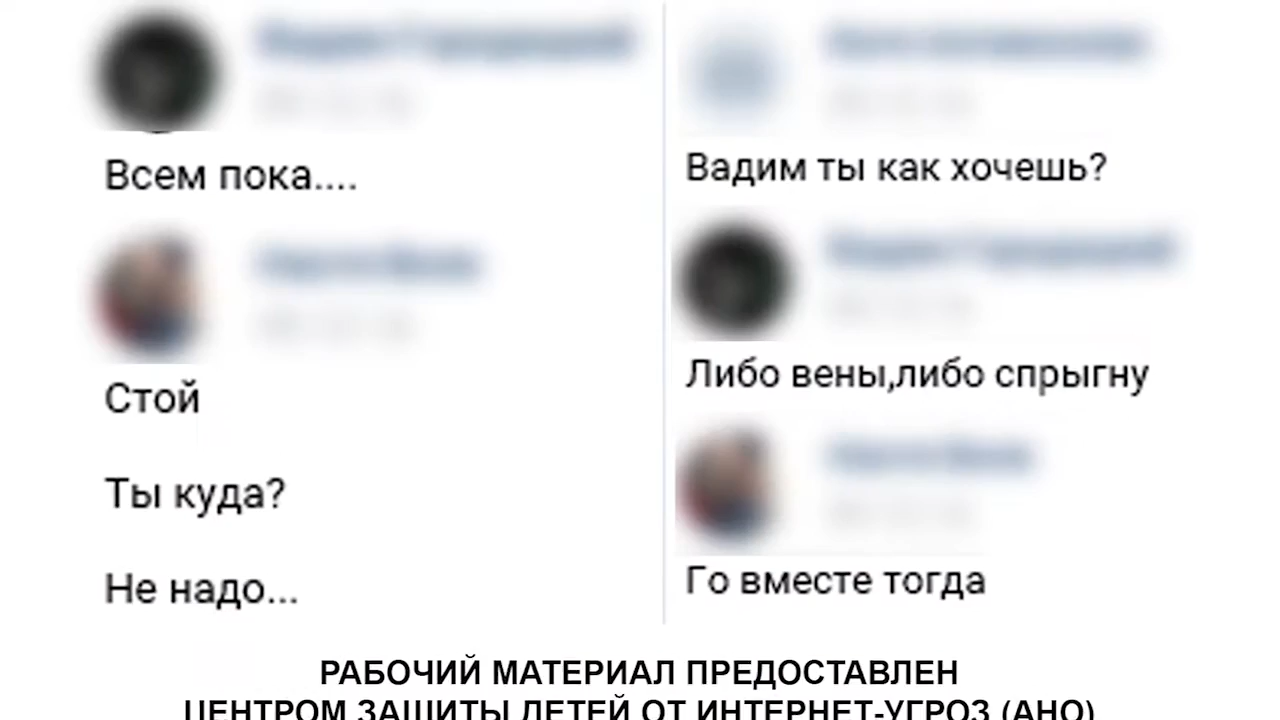 Всем пока....
Стой
Ты куда?
Не надо...
Вадим ты как хочешь?
Либо вены,либо спрыгну
Го вместе тогда
РАБОЧИЙ МАТЕРИАЛ ПРЕДОСТАВЛЕН
ЦЕНТРОМ ЗАЩИТЫ ДЕТЕЙ ОТ ИНТЕРНЕТ-УГРОЗ (АНО)